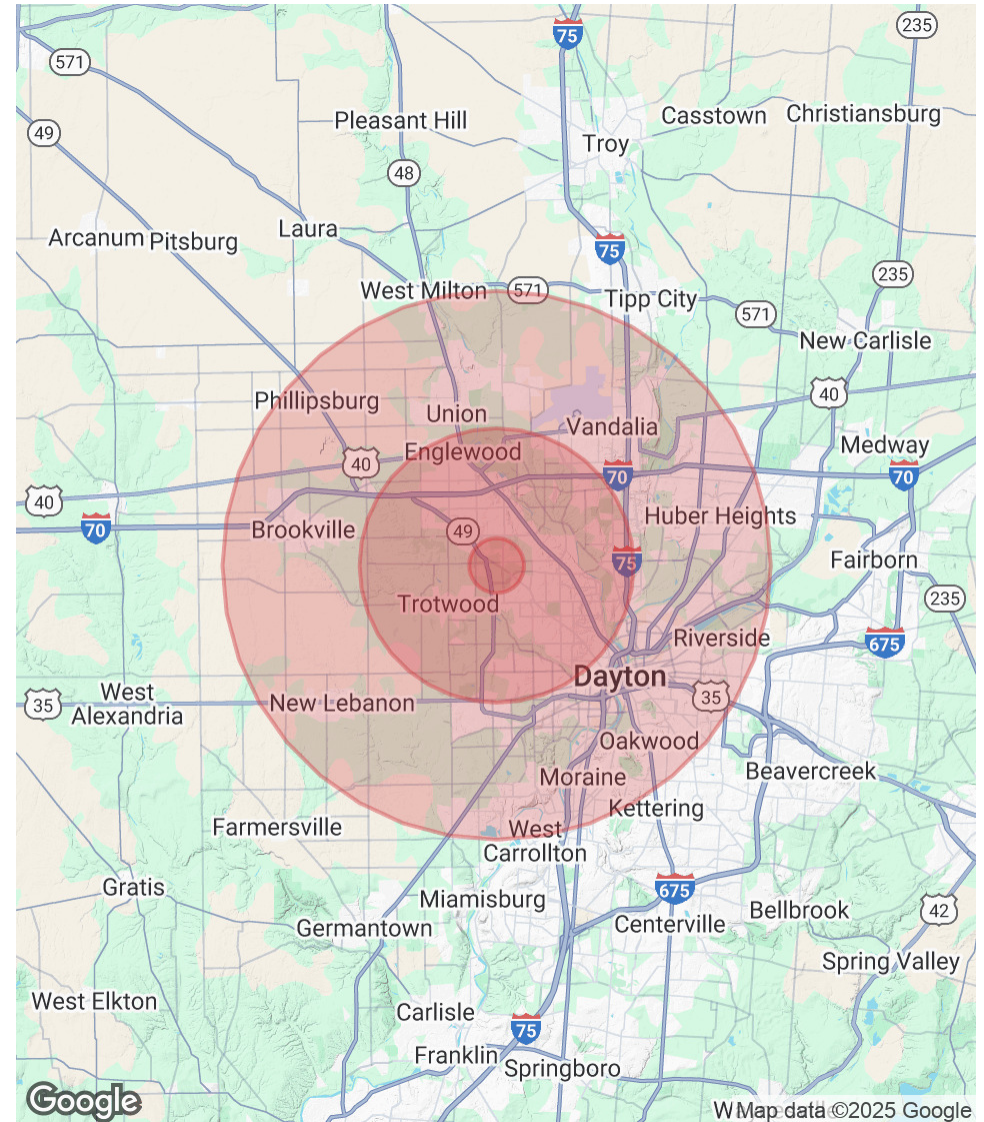 235
75
571
Pleasant Hill
Casstown
Christiansburg
49
Troy
48
Laura
Arcanum
Pitsburg
75
235
West Milton
571
Tipp City
571
New Carlisle
40
Phillipsburg
Union
Vandalia
Englewood
Medway
40
70
70
40
70
Huber Heights
Brookville
49
75
Fairborn
235
Trotwood
Riverside
675
Dayton
35
West
Alexandria
New Lebanon
35
Oakwood
Moraine
Beavercreek
Kettering
Farmersville
West
Carrollton
Gratis
Miamisburg
675
Bellbrook
42
Germantown
Centerville
Spring Valley
West Elkton
Carlisle
75
Franklin
Springboro
Google
Map data ©2025 Google